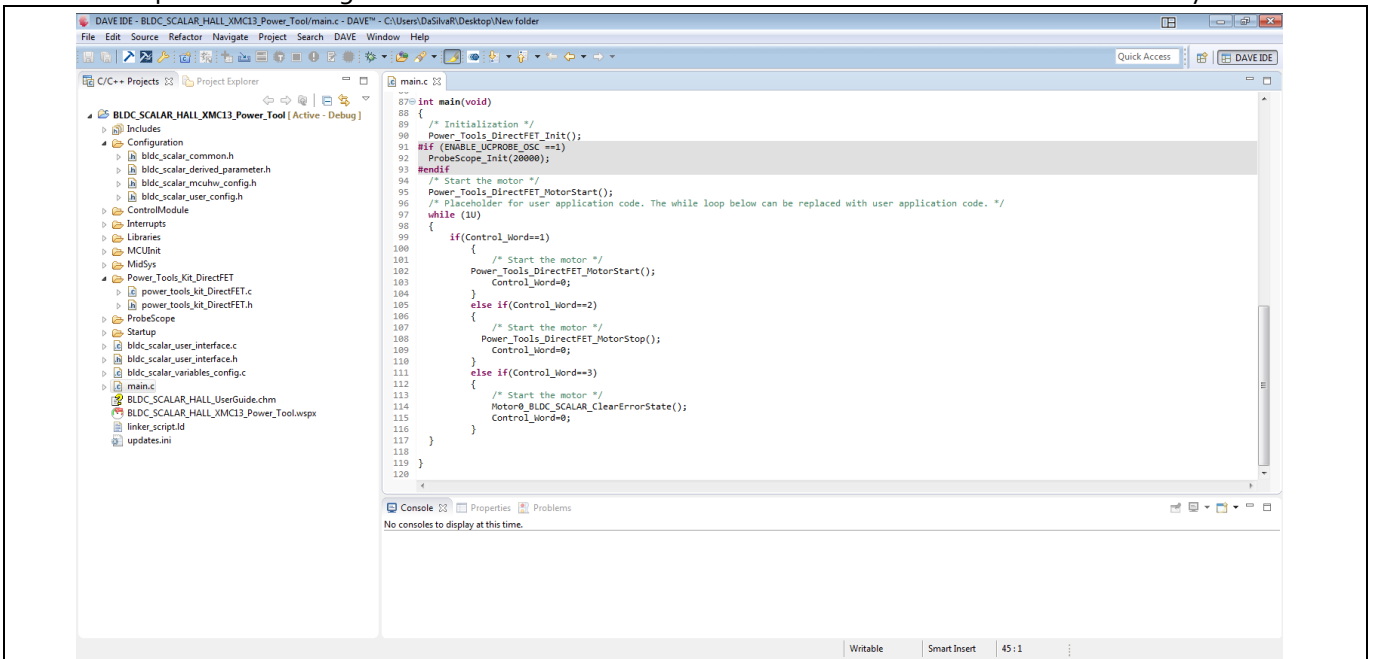 DAVE IDE - BLDC_SCALAR_HALL_XMC13_Power_Tool/main.c - DAVE™ - C:\Users\DaSilvaR\Desktop\New folder
File Edit Source Refactor Navigate Project Search DAVE Window Help
Quick Access
DAVE IDE
C/C++ Projects
Project Explorer
BLDC_SCALAR_HALL_XMC13_Power_Tool [ Active - Debug ]
Includes
Configuration
bldc_scalar_common.h
bldc_scalar_derived_parameter.h
bldc_scalar_mcuhw_config.h
bldc_scalar_user_config.h
ControlModule
Interrupts
Libraries
MCUInit
MidSys
Power_Tools_Kit_DirectFET
power_tools_kit_DirectFET.c
power_tools_kit_DirectFET.h
ProbeScope
Startup
bldc_scalar_user_interface.c
bldc_scalar_user_interface.h
bldc_scalar_variables_config.c
main.c
BLDC_SCALAR_HALL_UserGuide.chm
BLDC_SCALAR_HALL_XMC13_Power_Tool.wspx
linker_script.ld
updates.ini
main.c
87 int main(void)
88 {
89 /* Initialization */
90 Power_Tools_DirectFET_Init();
91 #if (ENABLE_UCPROBE_OSC ==1)
92 ProbeScope_Init(20000);
93 #endif
94 /* Start the motor */
95 Power_Tools_DirectFET_MotorStart();
96 /* Placeholder for user application code. The while loop below can be replaced with user application code. */
97 while (1U)
98 {
99 if(Control_Word==1)
100 {
101 /* Start the motor */
102 Power_Tools_DirectFET_MotorStart();
103 Control_Word=0;
104 }
105 else if(Control_Word==2)
106 {
107 /* Start the motor */
108 Power_Tools_DirectFET_MotorStop();
109 Control_Word=0;
110 }
111 else if(Control_Word==3)
112 {
113 /* Start the motor */
114 Motor0_BLDC_SCALAR_ClearErrorState();
115 Control_Word=0;
116 }
117 }
118
119 }
120
Console
Properties
Problems
No consoles to display at this time.
Writable
Smart Insert
45 : 1